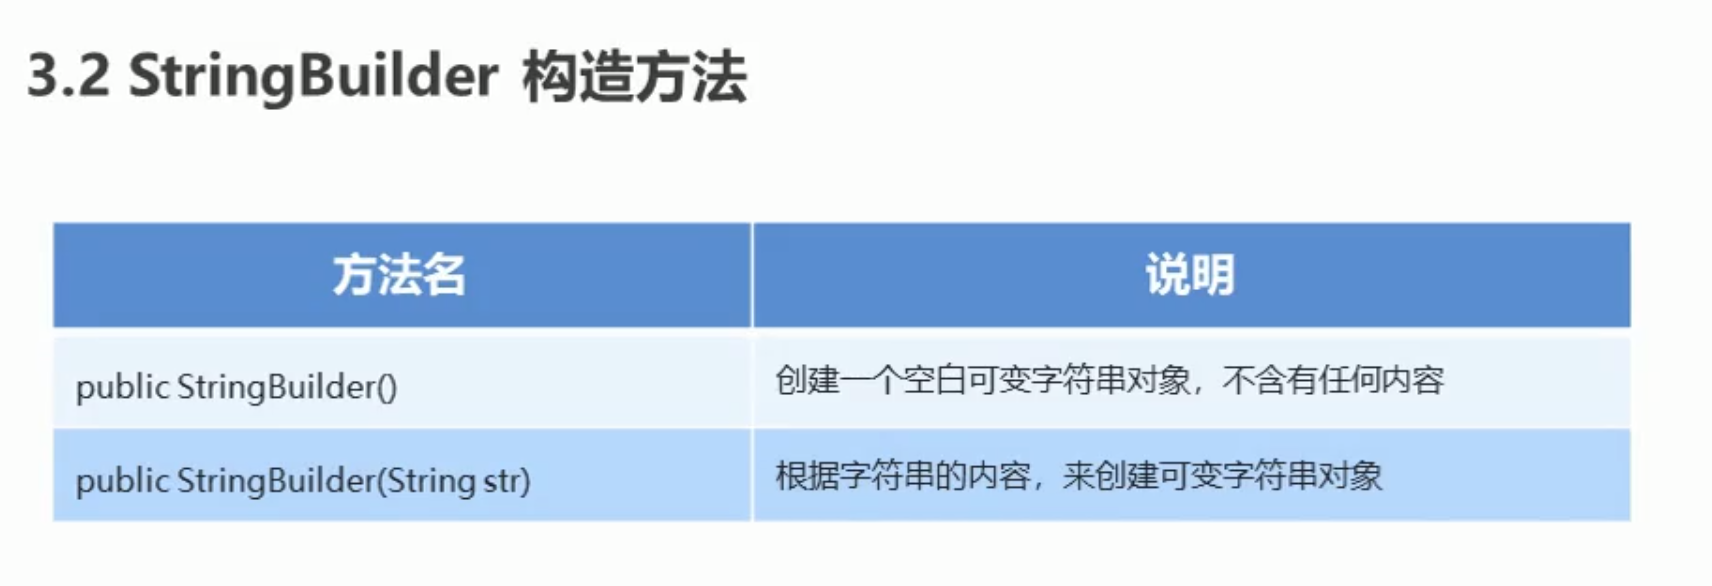 3.2 StringBuilder 构造方法
方法名
说明
public StringBuilder()
创建一个空白可变字符串对象，不含有任何内容
public StringBuilder(String str)
根据字符串的内容，来创建可变字符串对象